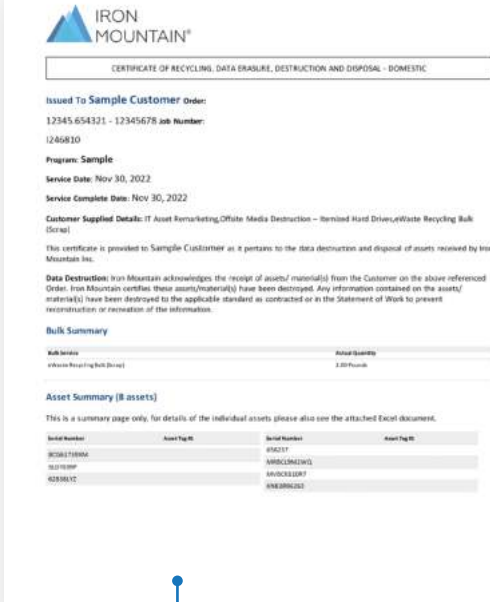 IRON
MOUNTAIN®
CERTIFICATE OF RECYCLING, DATA ERASURE, DESTRUCTION AND DISPOSAL - DOMESTIC
Issued To Sample Customer Order:
12345.654321 - 12345678 Job Number:
I246810
Program: Sample
Service Date: Nov 30, 2022
Service Complete Date: Nov 30, 2022
Customer Supplied Details: IT Asset Remarketing,Offsite Media Destruction – Itemized Hard Drives,eWaste Recycling Bulk
(Scrap)
This certificate is provided to Sample Customer as it pertains to the data destruction and disposal of assets received by Iron
Mountain Inc.
Data Destruction: Iron Mountain acknowledges the receipt of assets/ material(s) from the Customer on the above referenced
Order. Iron Mountain certifies these assets/material(s) have been destroyed. Any information contained on the assets/
material(s) have been destroyed to the applicable standard as contracted or in the Statement of Work to prevent
reconstruction or recreation of the information.
Bulk Summary
Bulk Service Actual Quantity
eWaste Recycling Bulk (Scrap) Pounds
Asset Summary (8 assets)
This is a summary page only, for details of the individual assets please also see the attached Excel document.
Serial Number Asset Tag ID Serial Number Asset Tag ID